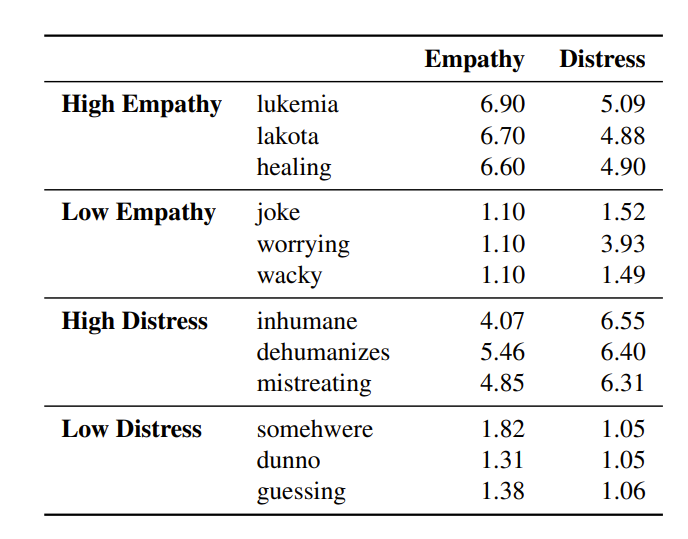 Empathy Distress
High Empathy lukemia 6.90 5.09
lakota 6.70 4.88
healing 6.60 4.90
Low Empathy joke 1.10 1.52
worrying 1.10 3.93
wacky 1.10 1.49
High Distress inhumane 4.07 6.55
dehumanizes 5.46 6.40
mistreating 4.85 6.31
Low Distress somehwere 1.82 1.05
dunno 1.31 1.05
guessing 1.38 1.06